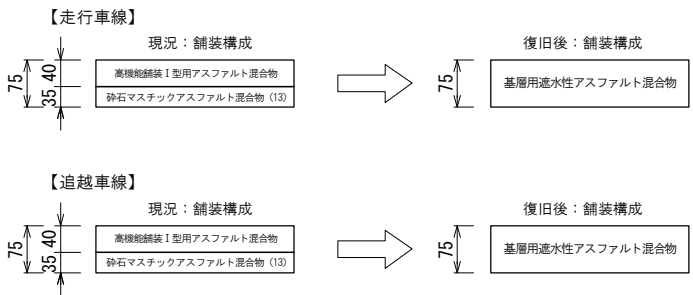 【走行車線】
現況：舗装構成
復旧後：舗装構成
75
40
35
高機能舗装Ⅰ型用アスファルト混合物
砕石マスチックアスファルト混合物（13）
75
基層用遮水性アスファルト混合物
【追越車線】
現況：舗装構成
復旧後：舗装構成
75
40
35
高機能舗装Ⅰ型用アスファルト混合物
砕石マスチックアスファルト混合物（13）
75
基層用遮水性アスファルト混合物